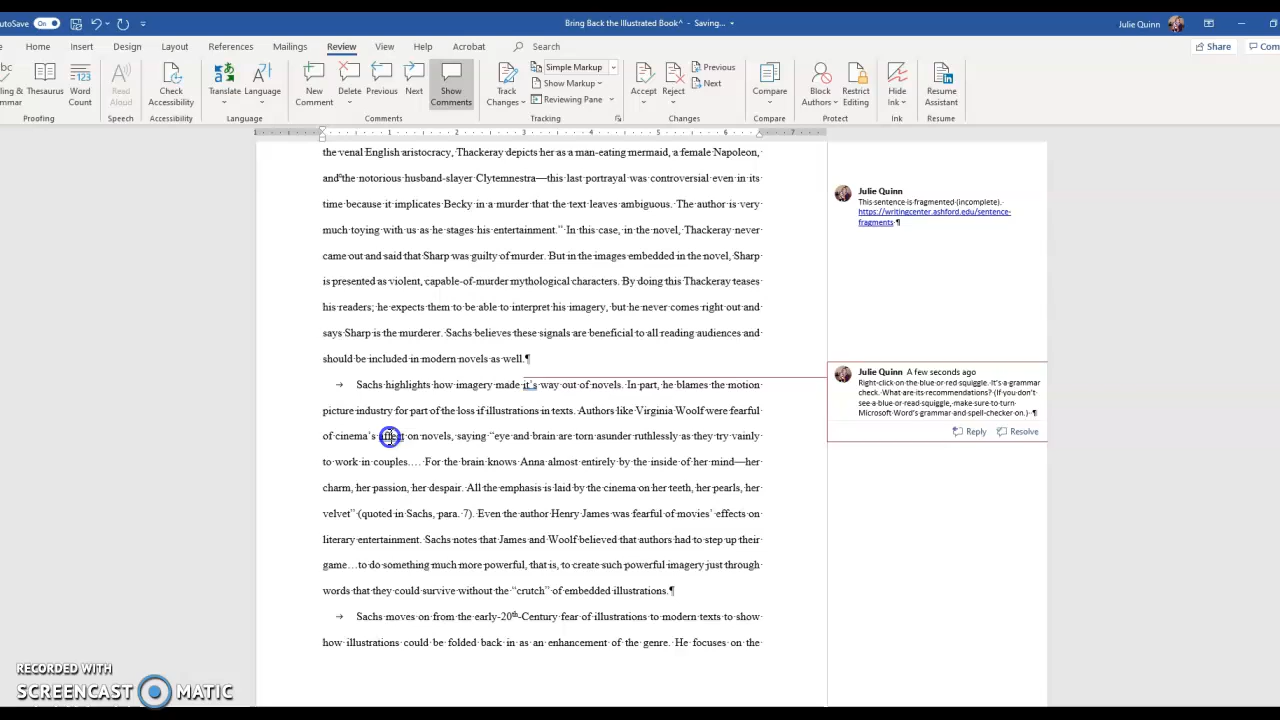 AutoSave On Bring Back the Illustrated Book^ - Saving... Julie Quinn
Home Insert Design Layout References Mailings Review View Help Acrobat Search Share
Thesaurus Word Count Read Aloud Check Accessibility Translate Language New Comment Delete Previous Next Show Comments Track Changes Simple Markup Show Markup Reviewing Pane Accept Reject Previous Next Compare Block Authors Restrict Editing Hide Ink Resume Assistant
Proofing Speech Accessibility Language Comments Tracking Changes Compare Protect Ink Resume
1 1 2 3 4 5 6 7
the venal English aristocracy, Thackeray depicts her as a man-eating mermaid, a female Napoleon,
and the notorious husband-slayer Clytemnestra—this last portrayal was controversial even in its
time because it implicates Becky in a murder that the text leaves ambiguous. The author is very
much toying with us as he stages his entertainment.” In this case, in the novel, Thackeray never
came out and said that Sharp was guilty of murder. But in the images embedded in the novel, Sharp
is presented as violent, capable-of-murder mythological characters. By doing this Thackeray teases
his readers; he expects them to be able to interpret his imagery, but he never comes right out and
says Sharp is the murderer. Sachs believes these signals are beneficial to all reading audiences and
should be included in modern novels as well.¶
→ Sachs highlights how imagery made it’s way out of novels. In part, he blames the motion
picture industry for part of the loss if illustrations in texts. Authors like Virginia Woolf were fearful
of cinema’s affect on novels, saying “eye and brain are torn asunder ruthlessly as they try vainly
to work in couples.… For the brain knows Anna almost entirely by the inside of her mind—her
charm, her passion, her despair. All the emphasis is laid by the cinema on her teeth, her pearls, her
velvet” (quoted in Sachs, para. 7). Even the author Henry James was fearful of movies’ effects on
literary entertainment. Sachs notes that James and Woolf believed that authors had to step up their
game…to do something much more powerful, that is, to create such powerful imagery just through
words that they could survive without the “crutch” of embedded illustrations.¶
→ Sachs moves on from the early-20th-Century fear of illustrations to modern texts to show
how illustrations could be folded back in as an enhancement of the genre. He focuses on the
Julie Quinn
This sentence is fragmented (incomplete).
https://writingcenter.ashford.edu/sentence-
fragments ¶
Julie Quinn A few seconds ago
Right-click on the blue or red squiggle. It’s a grammar
check. What are its recommendations? (If you don’t
see a blue or read-squiggle, make sure to turn
Microsoft Word’s grammar and spell-checker on.) ¶
Reply Resolve
RECORDED WITH
SCREENCAST MATIC